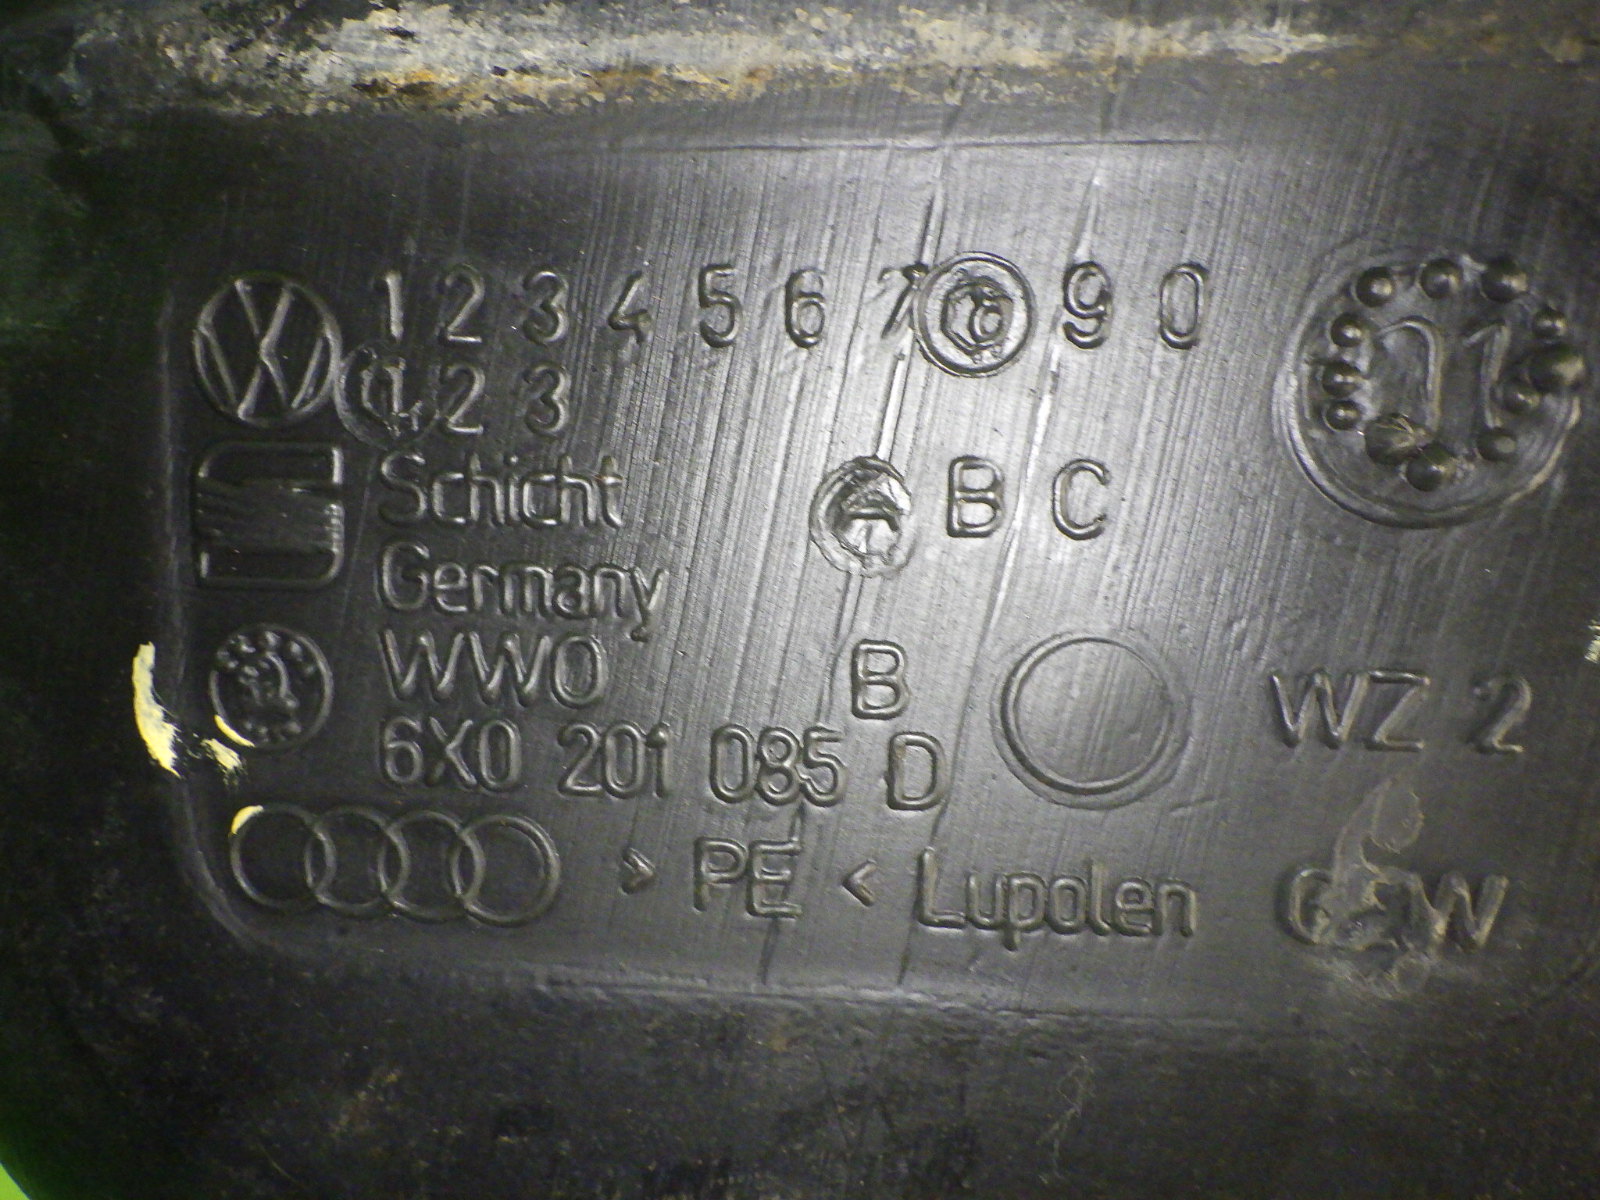 1 2 3 4 5 6 7 8 9 0
1 2 3
Schicht A B C
Germany
WWO B WZ 2
6X0 201 085 D
> PE < Lupolen